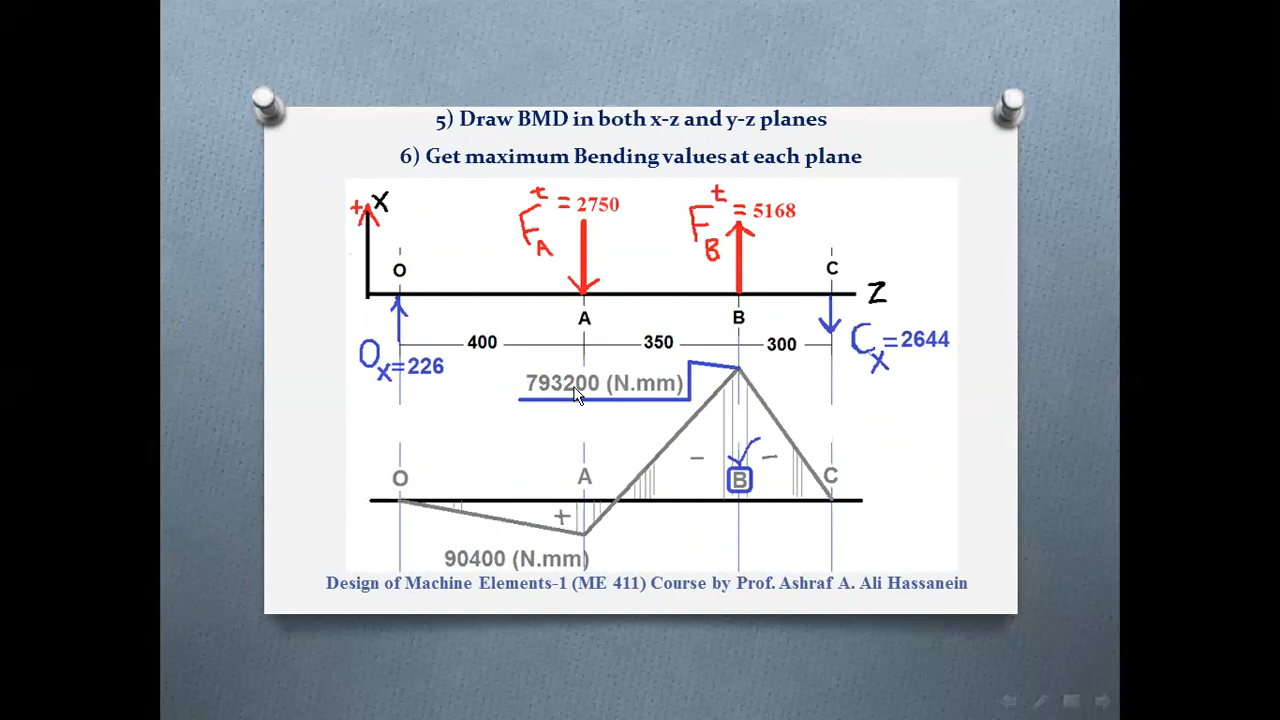 5) Draw BMD in both x-z and y-z planes
6) Get maximum Bending values at each plane
+ X
F_A^t = 2750
F_B^t = 5168
O
C
Z
A
B
400
350
300
O_x = 226
C_x = 2644
793200 (N.mm)
O
A
- B -
C
+
90400 (N.mm)
Design of Machine Elements-1 (ME 411) Course by Prof. Ashraf A. Ali Hassanein